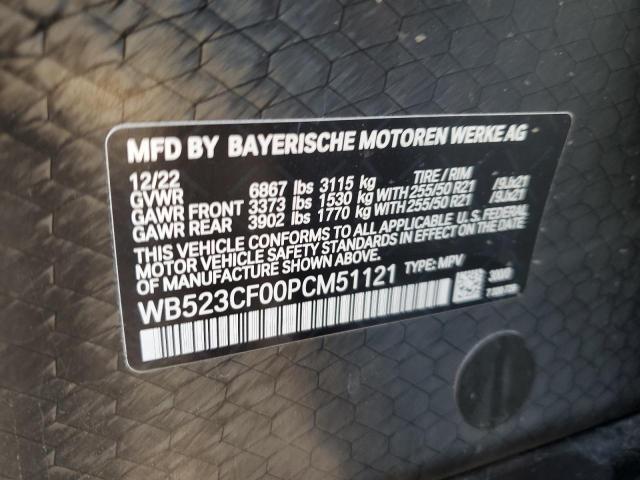 MFD BY BAYERISCHE MOTOREN WERKE AG
12/22 TIRE / RIM
GVWR 6867 lbs 3115 kg
GAWR FRONT 3373 lbs 1530 kg WITH 255/50 R21 /9Jx21
GAWR REAR 3902 lbs 1770 kg WITH 255/50 R21 /9Jx21
THIS VEHICLE CONFORMS TO ALL APPLICABLE U.S. FEDERAL
MOTOR VEHICLE SAFETY STANDARDS IN EFFECT ON THE DATE
OF MANUFACTURE SHOWN ABOVE.
WB523CF00PCM51121 TYPE: MPV